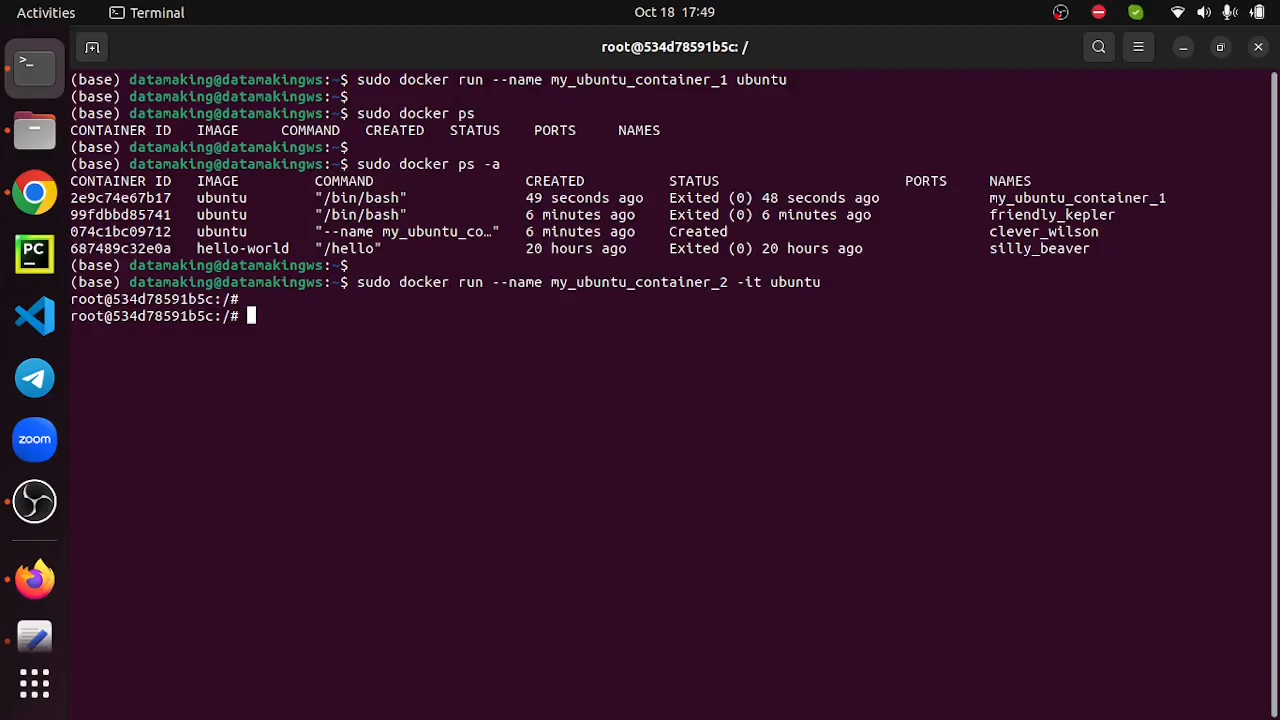 Activities Terminal Oct 18 17:49
root@534d78591b5c: /
(base) datamaking@datamakingws:~$ sudo docker run --name my_ubuntu_container_1 ubuntu
(base) datamaking@datamakingws:~$
(base) datamaking@datamakingws:~$ sudo docker ps
CONTAINER ID   IMAGE     COMMAND   CREATED   STATUS    PORTS     NAMES
(base) datamaking@datamakingws:~$
(base) datamaking@datamakingws:~$ sudo docker ps -a
CONTAINER ID   IMAGE         COMMAND                  CREATED          STATUS                      PORTS     NAMES
2e9c74e67b17   ubuntu        "/bin/bash"              49 seconds ago   Exited (0) 48 seconds ago             my_ubuntu_container_1
99fdbbd85741   ubuntu        "/bin/bash"              6 minutes ago    Exited (0) 6 minutes ago              friendly_kepler
074c1bc09712   ubuntu        "--name my_ubuntu_co…"   6 minutes ago    Created                               clever_wilson
687489c32e0a   hello-world   "/hello"                 20 hours ago     Exited (0) 20 hours ago               silly_beaver
(base) datamaking@datamakingws:~$
(base) datamaking@datamakingws:~$ sudo docker run --name my_ubuntu_container_2 -it ubuntu
root@534d78591b5c:/#
root@534d78591b5c:/#
>_
PC
zoom